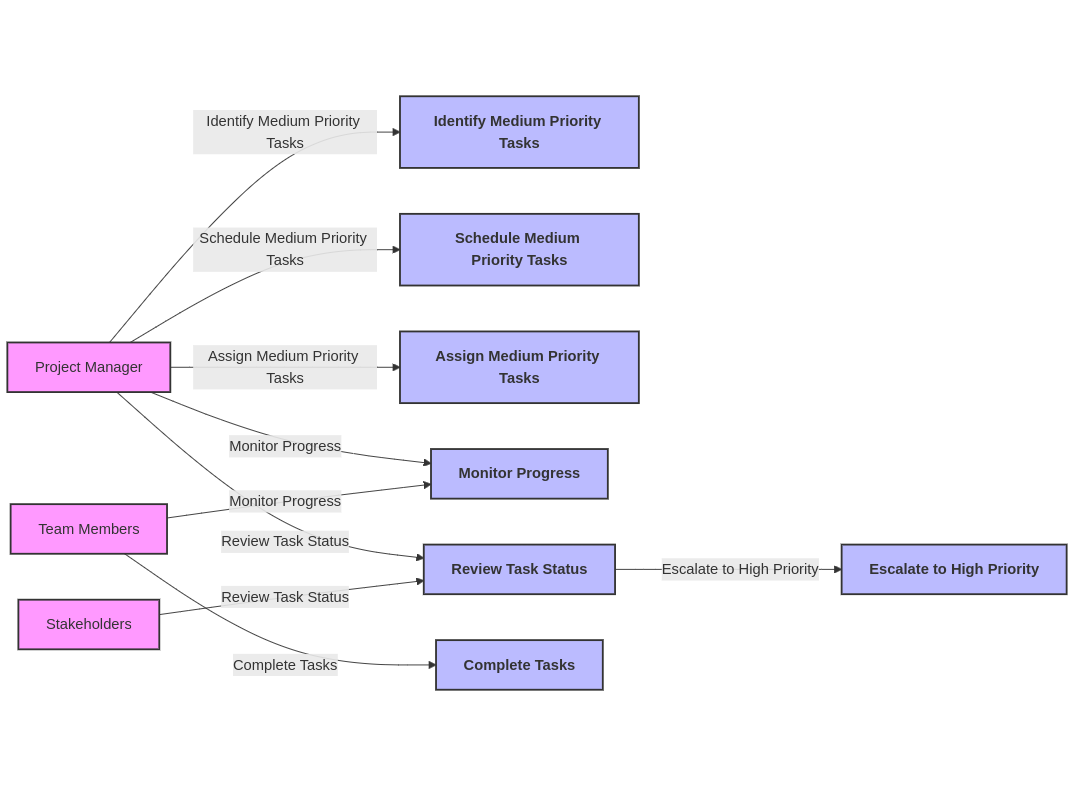 Identify Medium Priority
Tasks
Identify Medium Priority
Tasks
Schedule Medium Priority
Tasks
Schedule Medium
Priority Tasks
Project Manager
Assign Medium Priority
Tasks
Assign Medium Priority
Tasks
Monitor Progress
Monitor Progress
Monitor Progress
Team Members
Review Task Status
Review Task Status
Escalate to High Priority
Escalate to High Priority
Review Task Status
Stakeholders
Complete Tasks
Complete Tasks